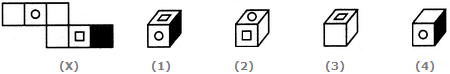 (X) (1) (2) (3) (4)